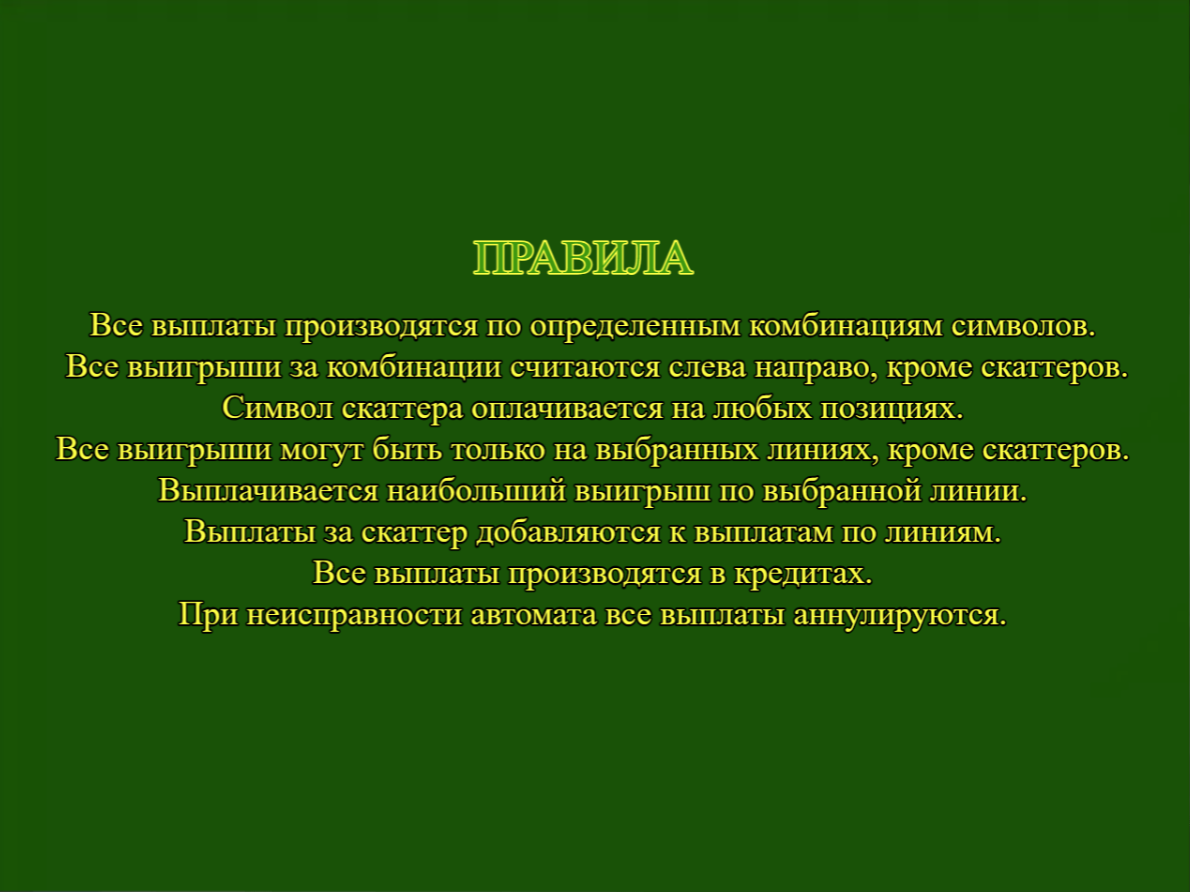 ПРАВИЛА
Все выплаты производятся по определенным комбинациям символов.
Все выигрыши за комбинации считаются слева направо, кроме скаттеров.
Символ скаттера оплачивается на любых позициях.
Все выигрыши могут быть только на выбранных линиях, кроме скаттеров.
Выплачивается наибольший выигрыш по выбранной линии.
Выплаты за скаттер добавляются к выплатам по линиям.
Все выплаты производятся в кредитах.
При неисправности автомата все выплаты аннулируются.